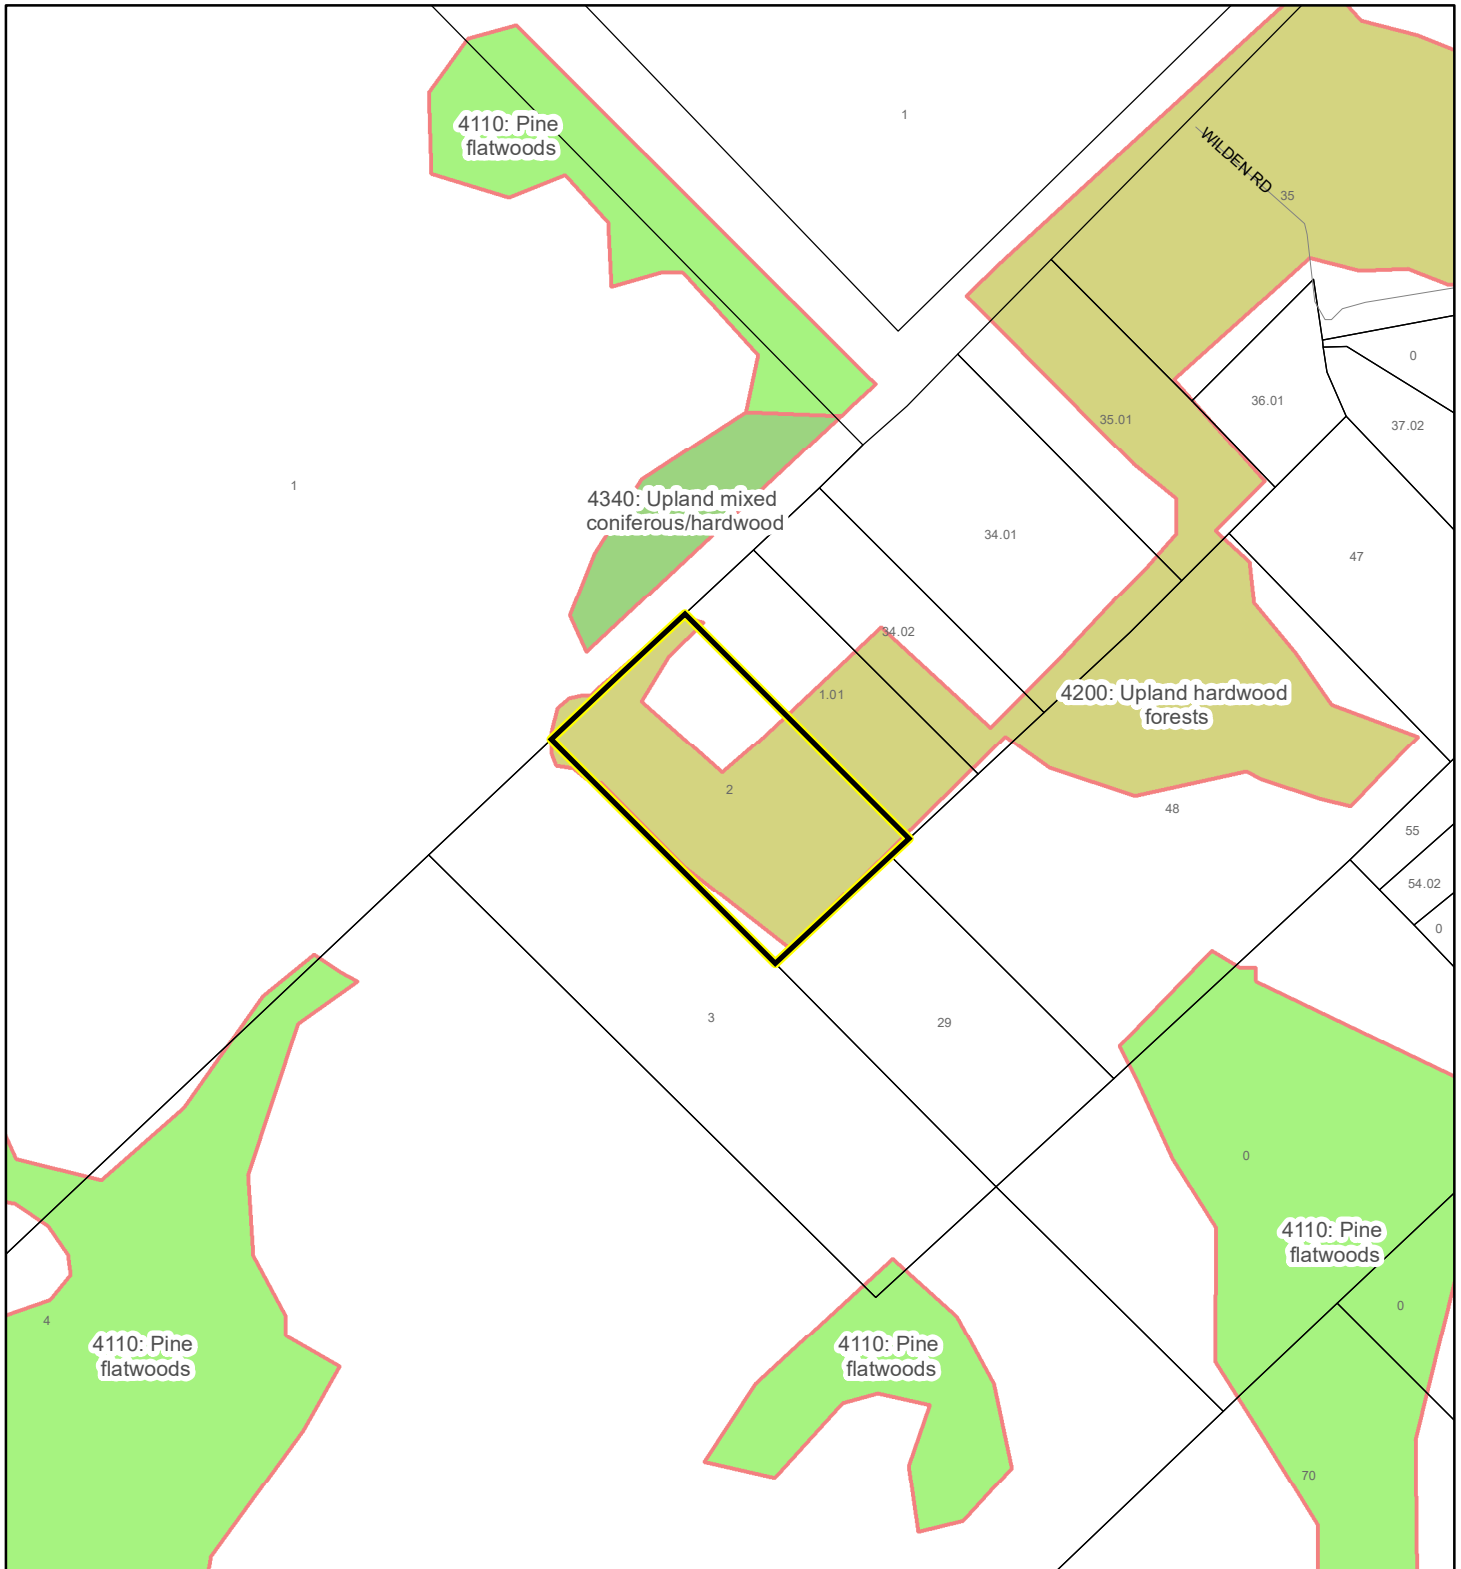 1
4110: Pine
flatwoods
WILDEN RD
35
0
36.01
37.02
35.01
1
4340: Upland mixed
coniferous/hardwood
34.01
47
34.02
1.01
4200: Upland hardwood
forests
2
48
55
54.02
0
3
29
0
4110: Pine
flatwoods
0
4
4110: Pine
flatwoods
4110: Pine
flatwoods
70